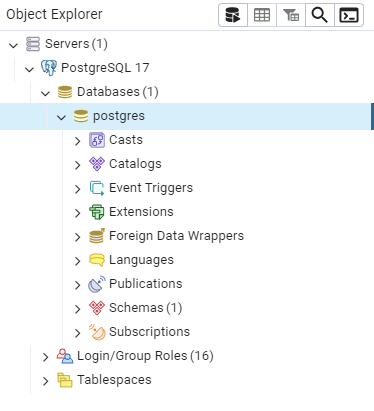 Object Explorer
Servers (1)
PostgreSQL 17
Databases (1)
postgres
Casts
Catalogs
Event Triggers
Extensions
Foreign Data Wrappers
Languages
Publications
Schemas (1)
Subscriptions
Login/Group Roles (16)
Tablespaces